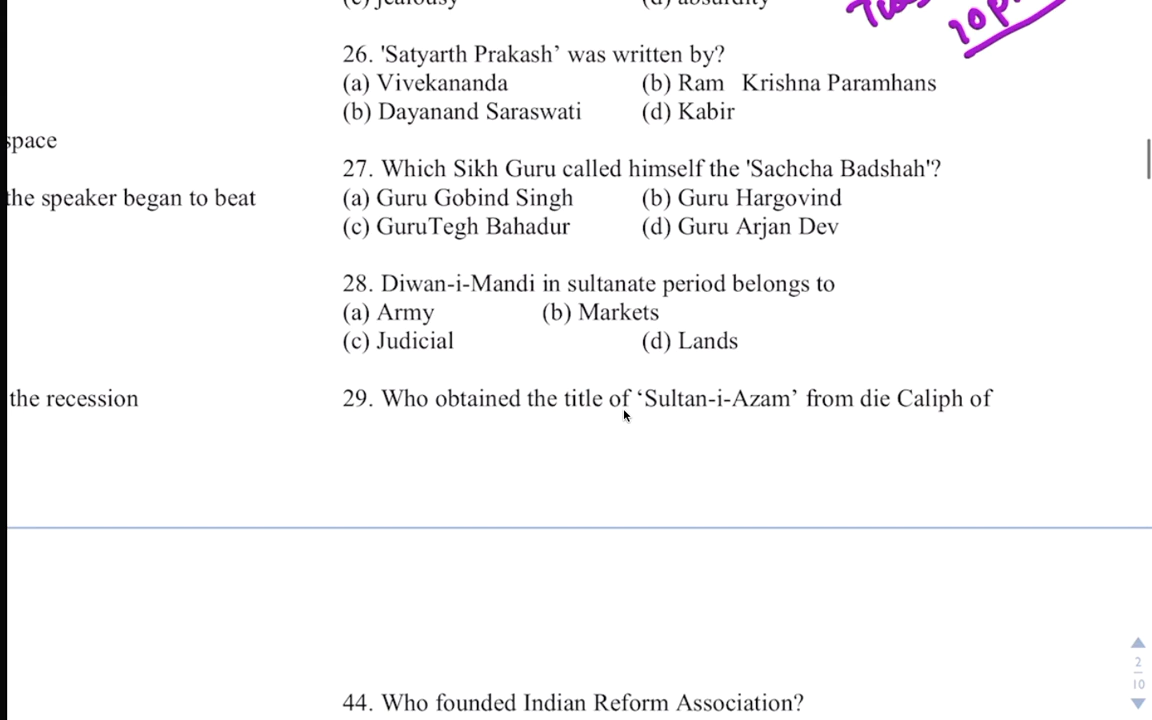 (c) jealousy (d) absurdity
10
26. 'Satyarth Prakash’ was written by?
(a) Vivekananda (b) Ram Krishna Paramhans
(b) Dayanand Saraswati (d) Kabir
space
27. Which Sikh Guru called himself the 'Sachcha Badshah'?
the speaker began to beat
(a) Guru Gobind Singh (b) Guru Hargovind
(c) GuruTegh Bahadur (d) Guru Arjan Dev
28. Diwan-i-Mandi in sultanate period belongs to
(a) Army (b) Markets
(c) Judicial (d) Lands
the recession
29. Who obtained the title of ‘Sultan-i-Azam’ from die Caliph of
2
10
44. Who founded Indian Reform Association?